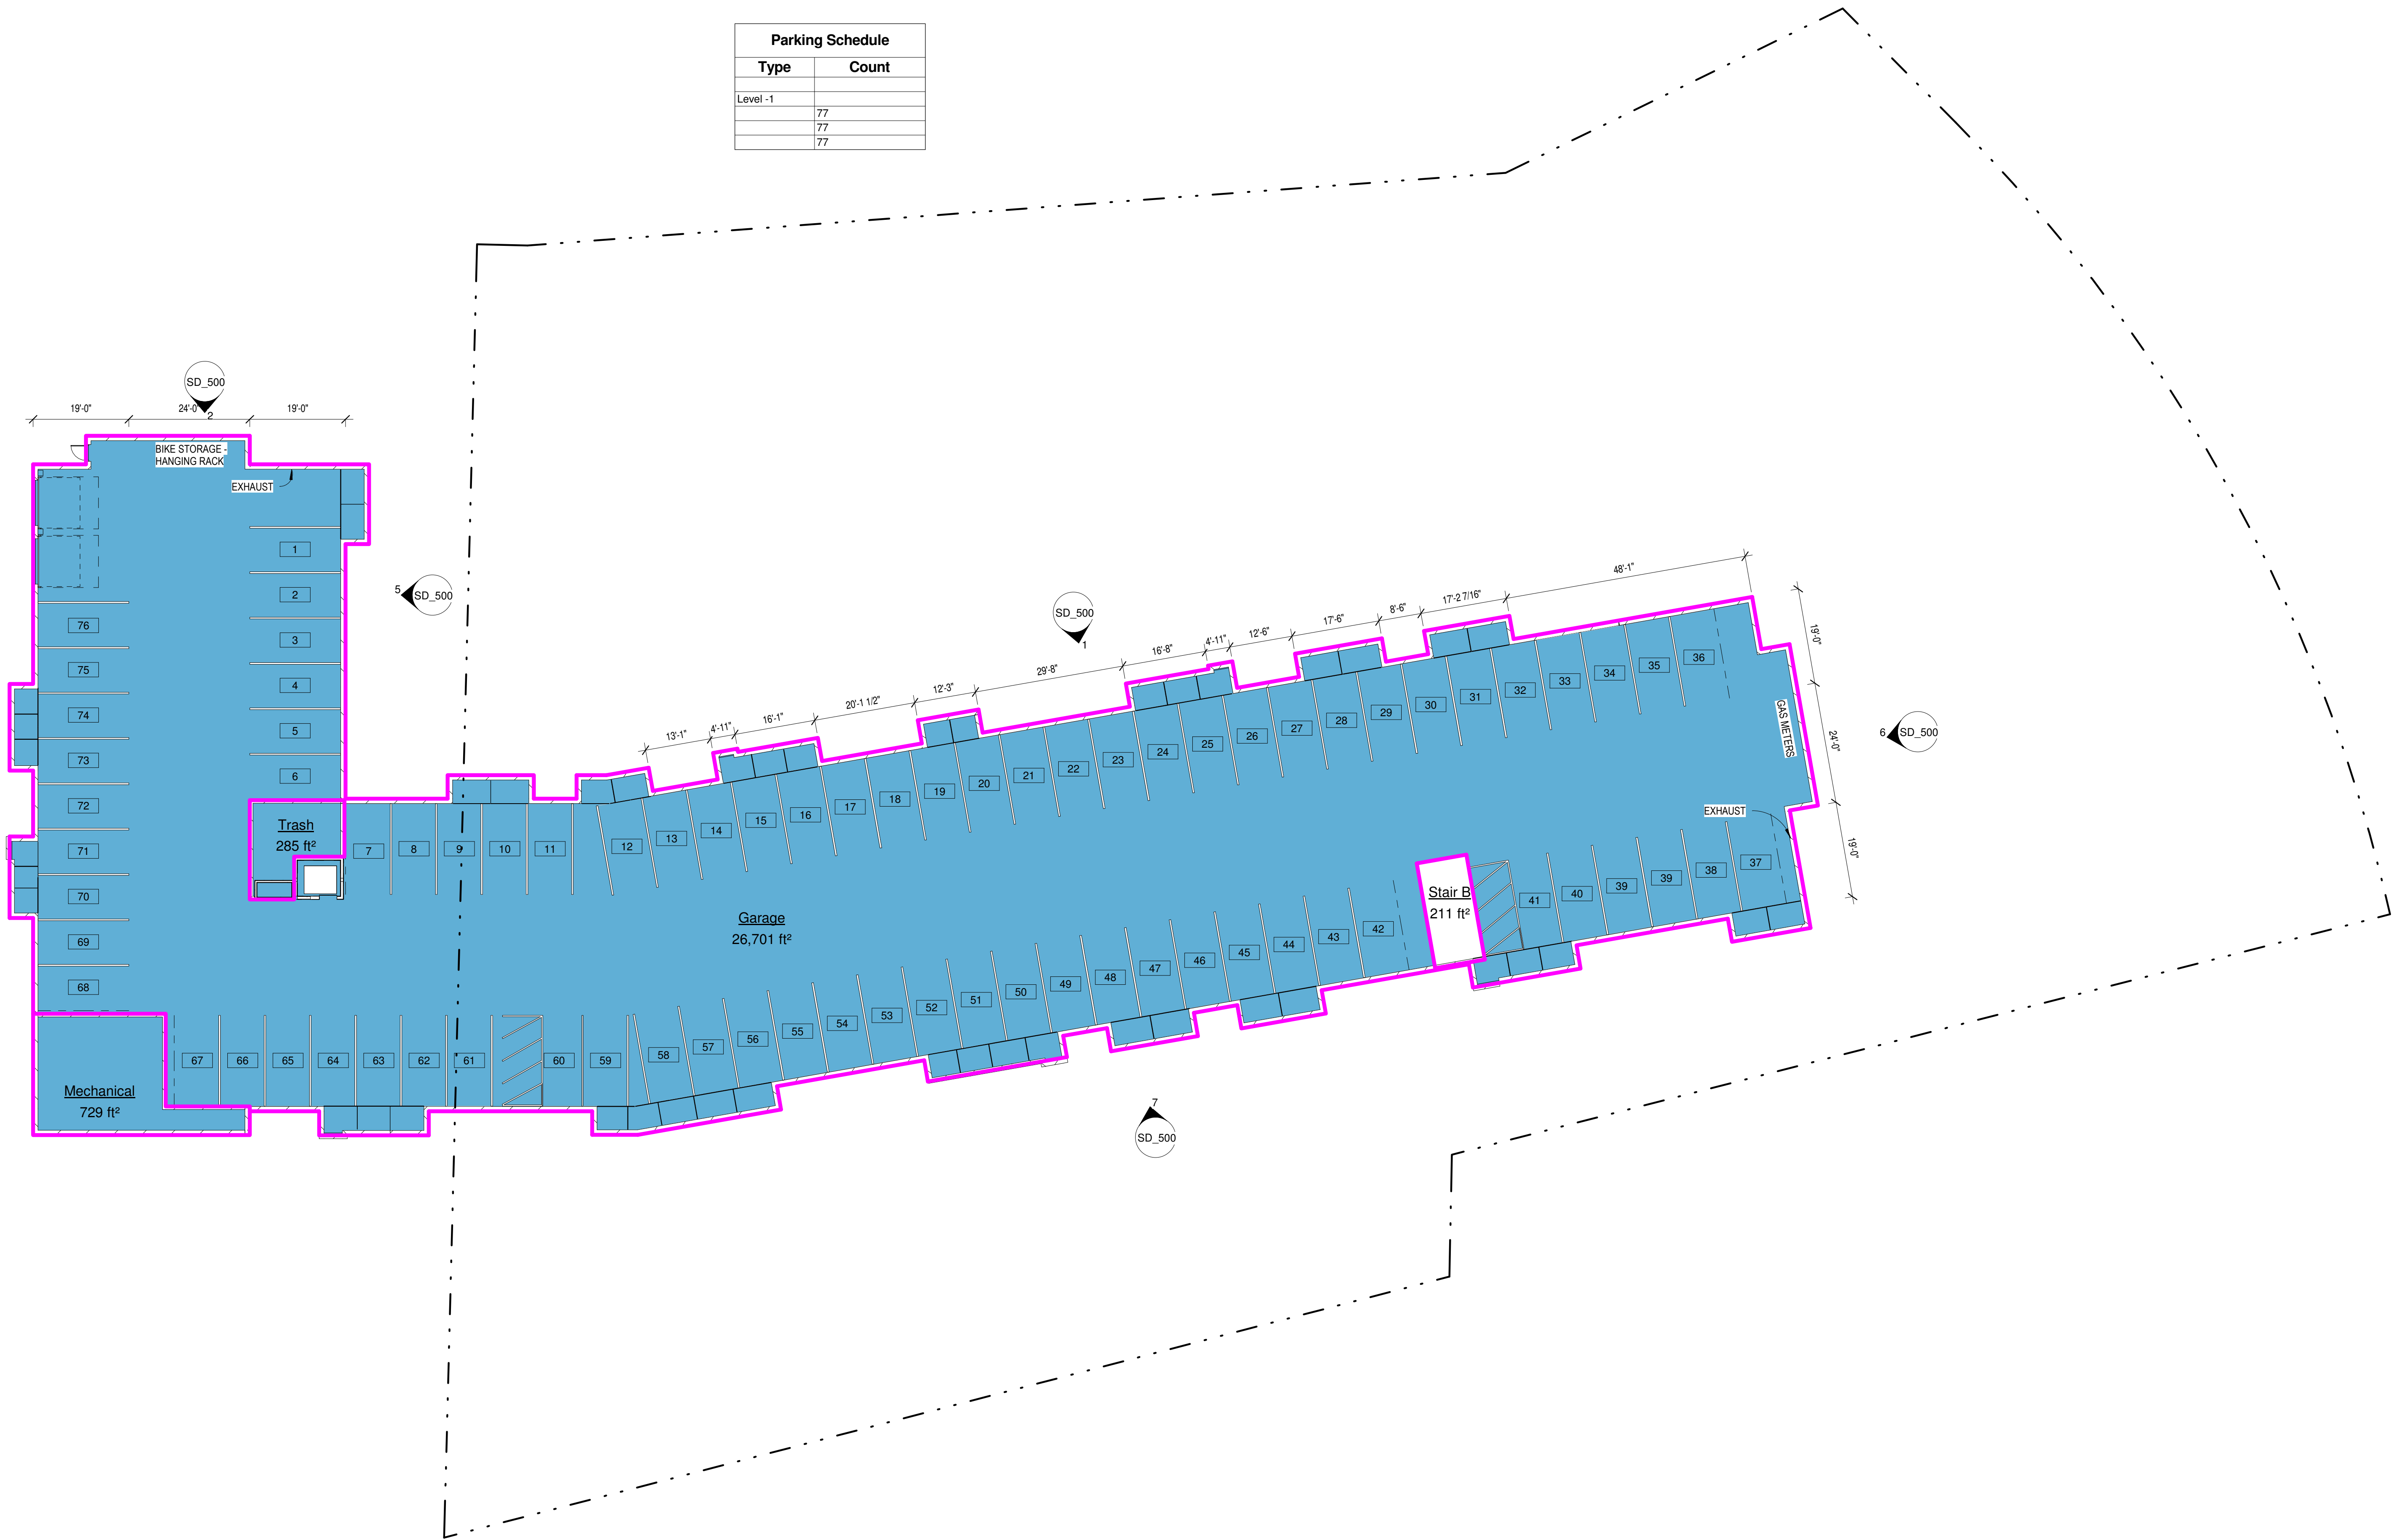 Parking Schedule
Type Count
Level -1
77
77
77
SD_500
2
19'-0" 24'-0" 19'-0"
BIKE STORAGE -
HANGING RACK
EXHAUST
1
2
3
4
5
6
76
75
74
73
72
71
70
69
68
5 SD_500
SD_500
1
13'-1" 4'-11" 16'-1" 20'-1 1/2" 12'-3" 29'-8" 16'-8" 4'-11" 12'-6" 17'-6" 8'-6" 17'-2 7/16" 48'-1"
19'-0"
24'-0"
19'-0"
6 SD_500
GAS METERS
EXHAUST
Trash
285 ft²
7 8 9 10 11 12 13 14 15 16 17 18 19 20 21 22 23 24 25 26 27 28 29 30 31 32 33 34 35 36
Garage
26,701 ft²
Stair B
211 ft²
42 41 40 39 39 38 37
67 66 65 64 63 62 61 60 59 58 57 56 55 54 53 52 51 50 49 48 47 46 45 44 43
Mechanical
729 ft²
7
SD_500